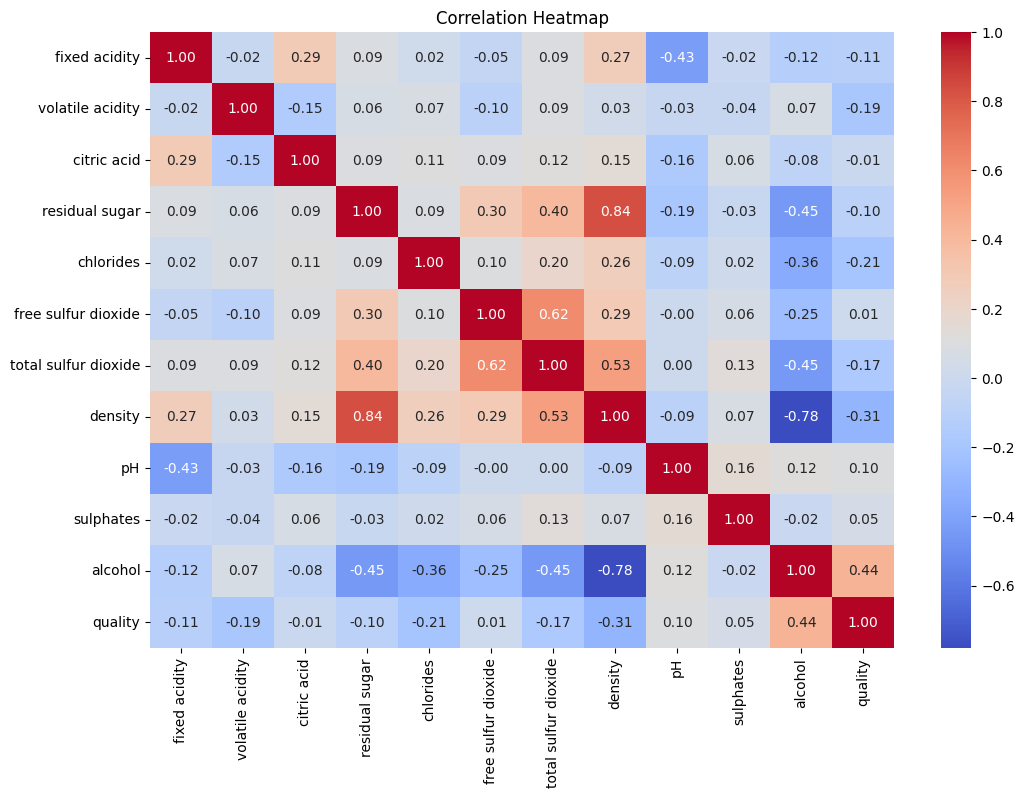 Correlation Heatmap
fixed acidity 1.00 -0.02 0.29 0.09 0.02 -0.05 0.09 0.27 -0.43 -0.02 -0.12 -0.11
volatile acidity -0.02 1.00 -0.15 0.06 0.07 -0.10 0.09 0.03 -0.03 -0.04 0.07 -0.19
citric acid 0.29 -0.15 1.00 0.09 0.11 0.09 0.12 0.15 -0.16 0.06 -0.08 -0.01
residual sugar 0.09 0.06 0.09 1.00 0.09 0.30 0.40 0.84 -0.19 -0.03 -0.45 -0.10
chlorides 0.02 0.07 0.11 0.09 1.00 0.10 0.20 0.26 -0.09 0.02 -0.36 -0.21
free sulfur dioxide -0.05 -0.10 0.09 0.30 0.10 1.00 0.62 0.29 -0.00 0.06 -0.25 0.01
total sulfur dioxide 0.09 0.09 0.12 0.40 0.20 0.62 1.00 0.53 0.00 0.13 -0.45 -0.17
density 0.27 0.03 0.15 0.84 0.26 0.29 0.53 1.00 -0.09 0.07 -0.78 -0.31
pH -0.43 -0.03 -0.16 -0.19 -0.09 -0.00 0.00 -0.09 1.00 0.16 0.12 0.10
sulphates -0.02 -0.04 0.06 -0.03 0.02 0.06 0.13 0.07 0.16 1.00 -0.02 0.05
alcohol -0.12 0.07 -0.08 -0.45 -0.36 -0.25 -0.45 -0.78 0.12 -0.02 1.00 0.44
quality -0.11 -0.19 -0.01 -0.10 -0.21 0.01 -0.17 -0.31 0.10 0.05 0.44 1.00
fixed acidity
volatile acidity
citric acid
residual sugar
chlorides
free sulfur dioxide
total sulfur dioxide
density
pH
sulphates
alcohol
quality
1.0
0.8
0.6
0.4
0.2
0.0
−0.2
−0.4
−0.6